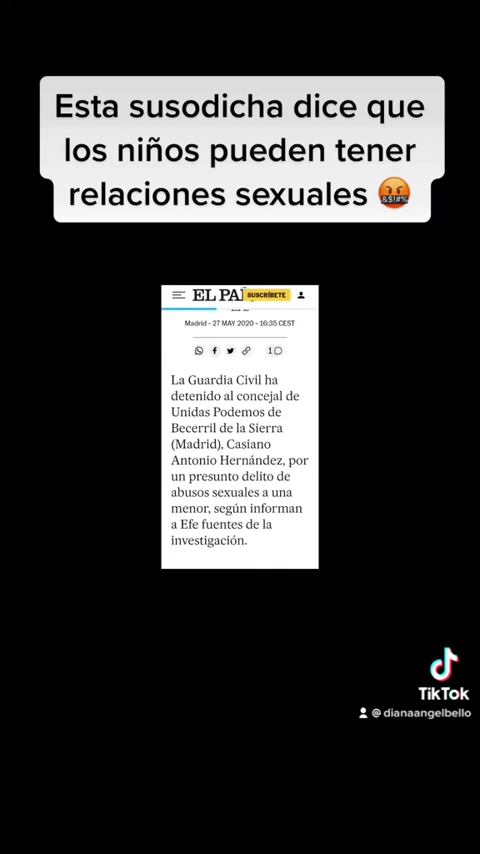 Esta susodicha dice que
los niños pueden tener
relaciones sexuales
EL PAÍ SUSCRÍBETE
Madrid - 27 MAY 2020 - 16:35 CEST
1
La Guardia Civil ha
detenido al concejal de
Unidas Podemos de
Becerril de la Sierra
(Madrid), Casiano
Antonio Hernández, por
un presunto delito de
abusos sexuales a una
menor, según informan
a Efe fuentes de la
investigación.
TikTok
@dianaangelbello